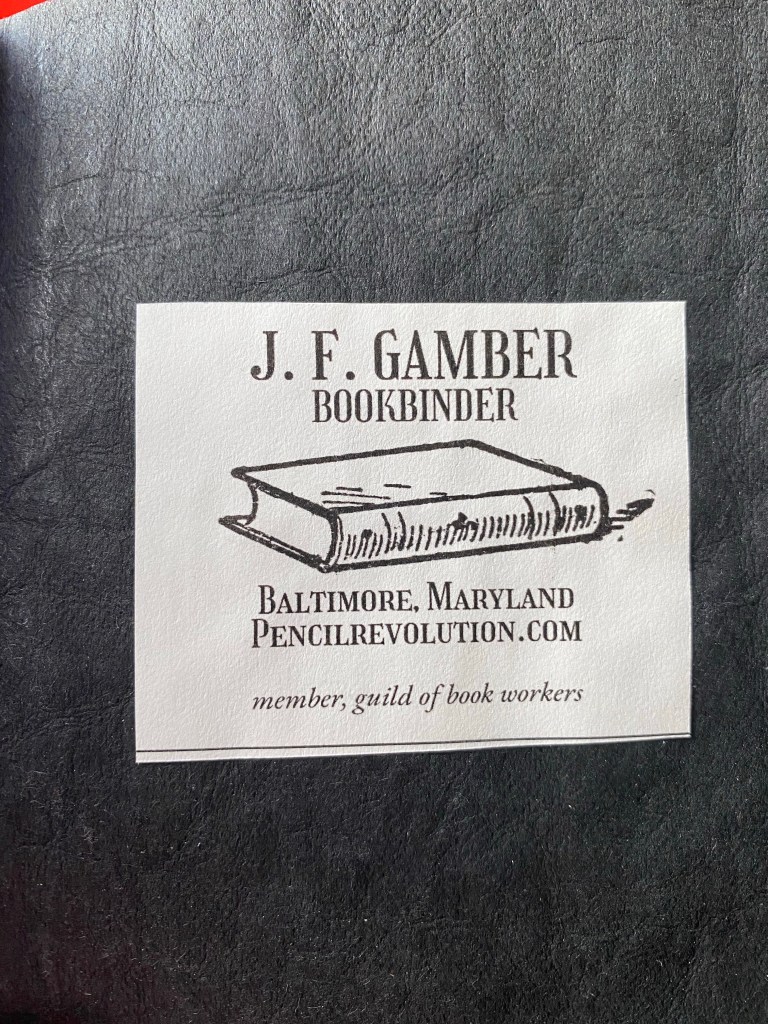 J. F. GAMBER
BOOKBINDER
BALTIMORE, MARYLAND
PENCILREVOLUTION.COM
member, guild of book workers